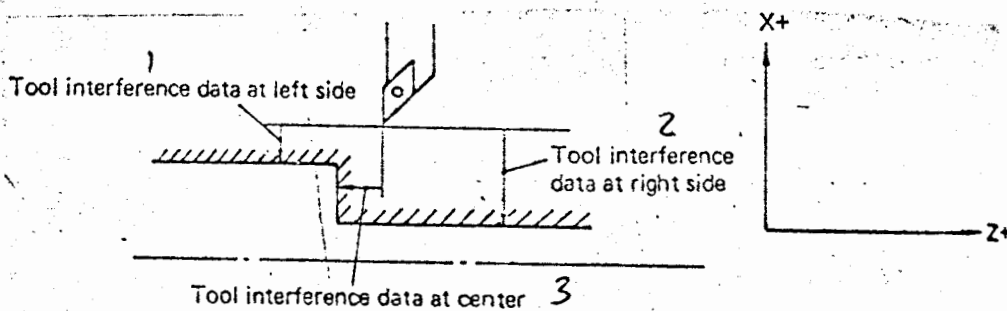 X+
1
Tool interference data at left side
2
Tool interference
data at right side
Z+
Tool interference data at center 3